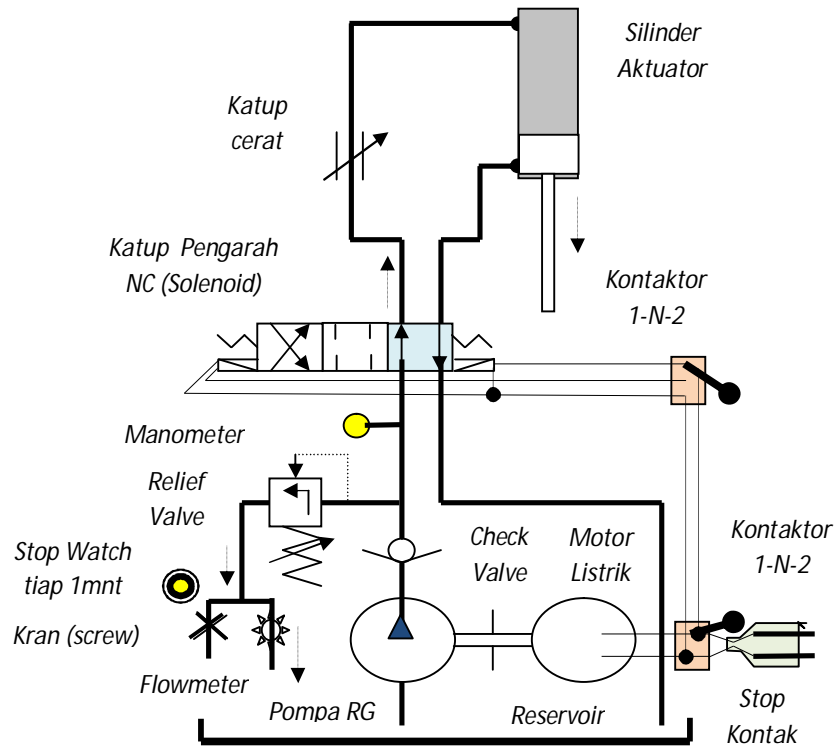 Silinder
Aktuator
Katup
cerat
Katup Pengarah
NC (Solenoid)
Kontaktor
1-N-2
Manometer
Relief
Valve
Stop Watch
tiap 1mnt
Kran (screw)
Flowmeter
Pompa RG
Check
Valve
Motor
Listrik
Reservoir
Kontaktor
1-N-2
Stop
Kontak